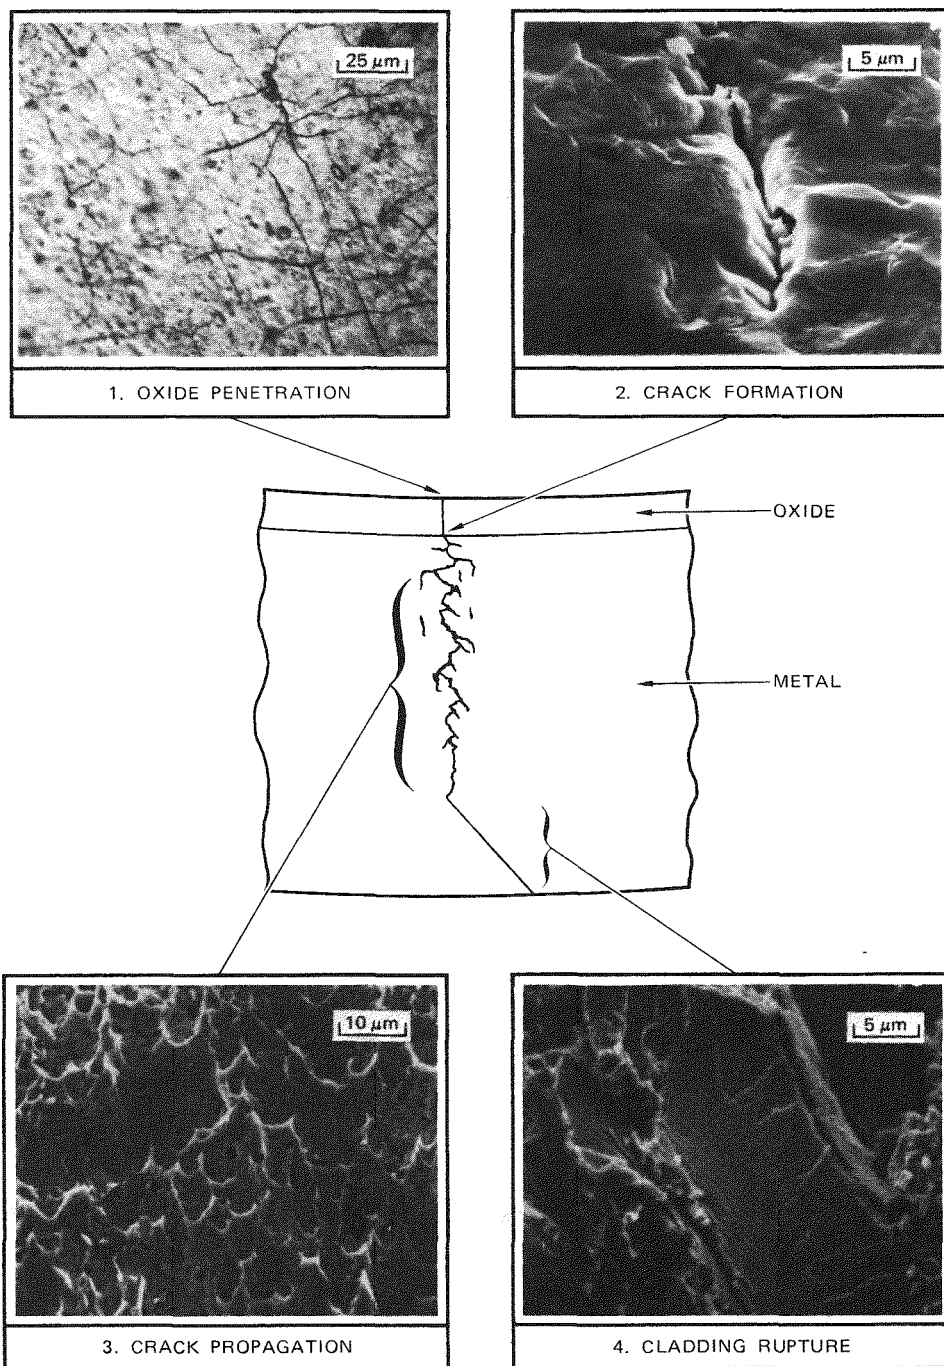 25 μm
5 μm
1. OXIDE PENETRATION
2. CRACK FORMATION
OXIDE
METAL
10 μm
5 μm
3. CRACK PROPAGATION
4. CLADDING RUPTURE